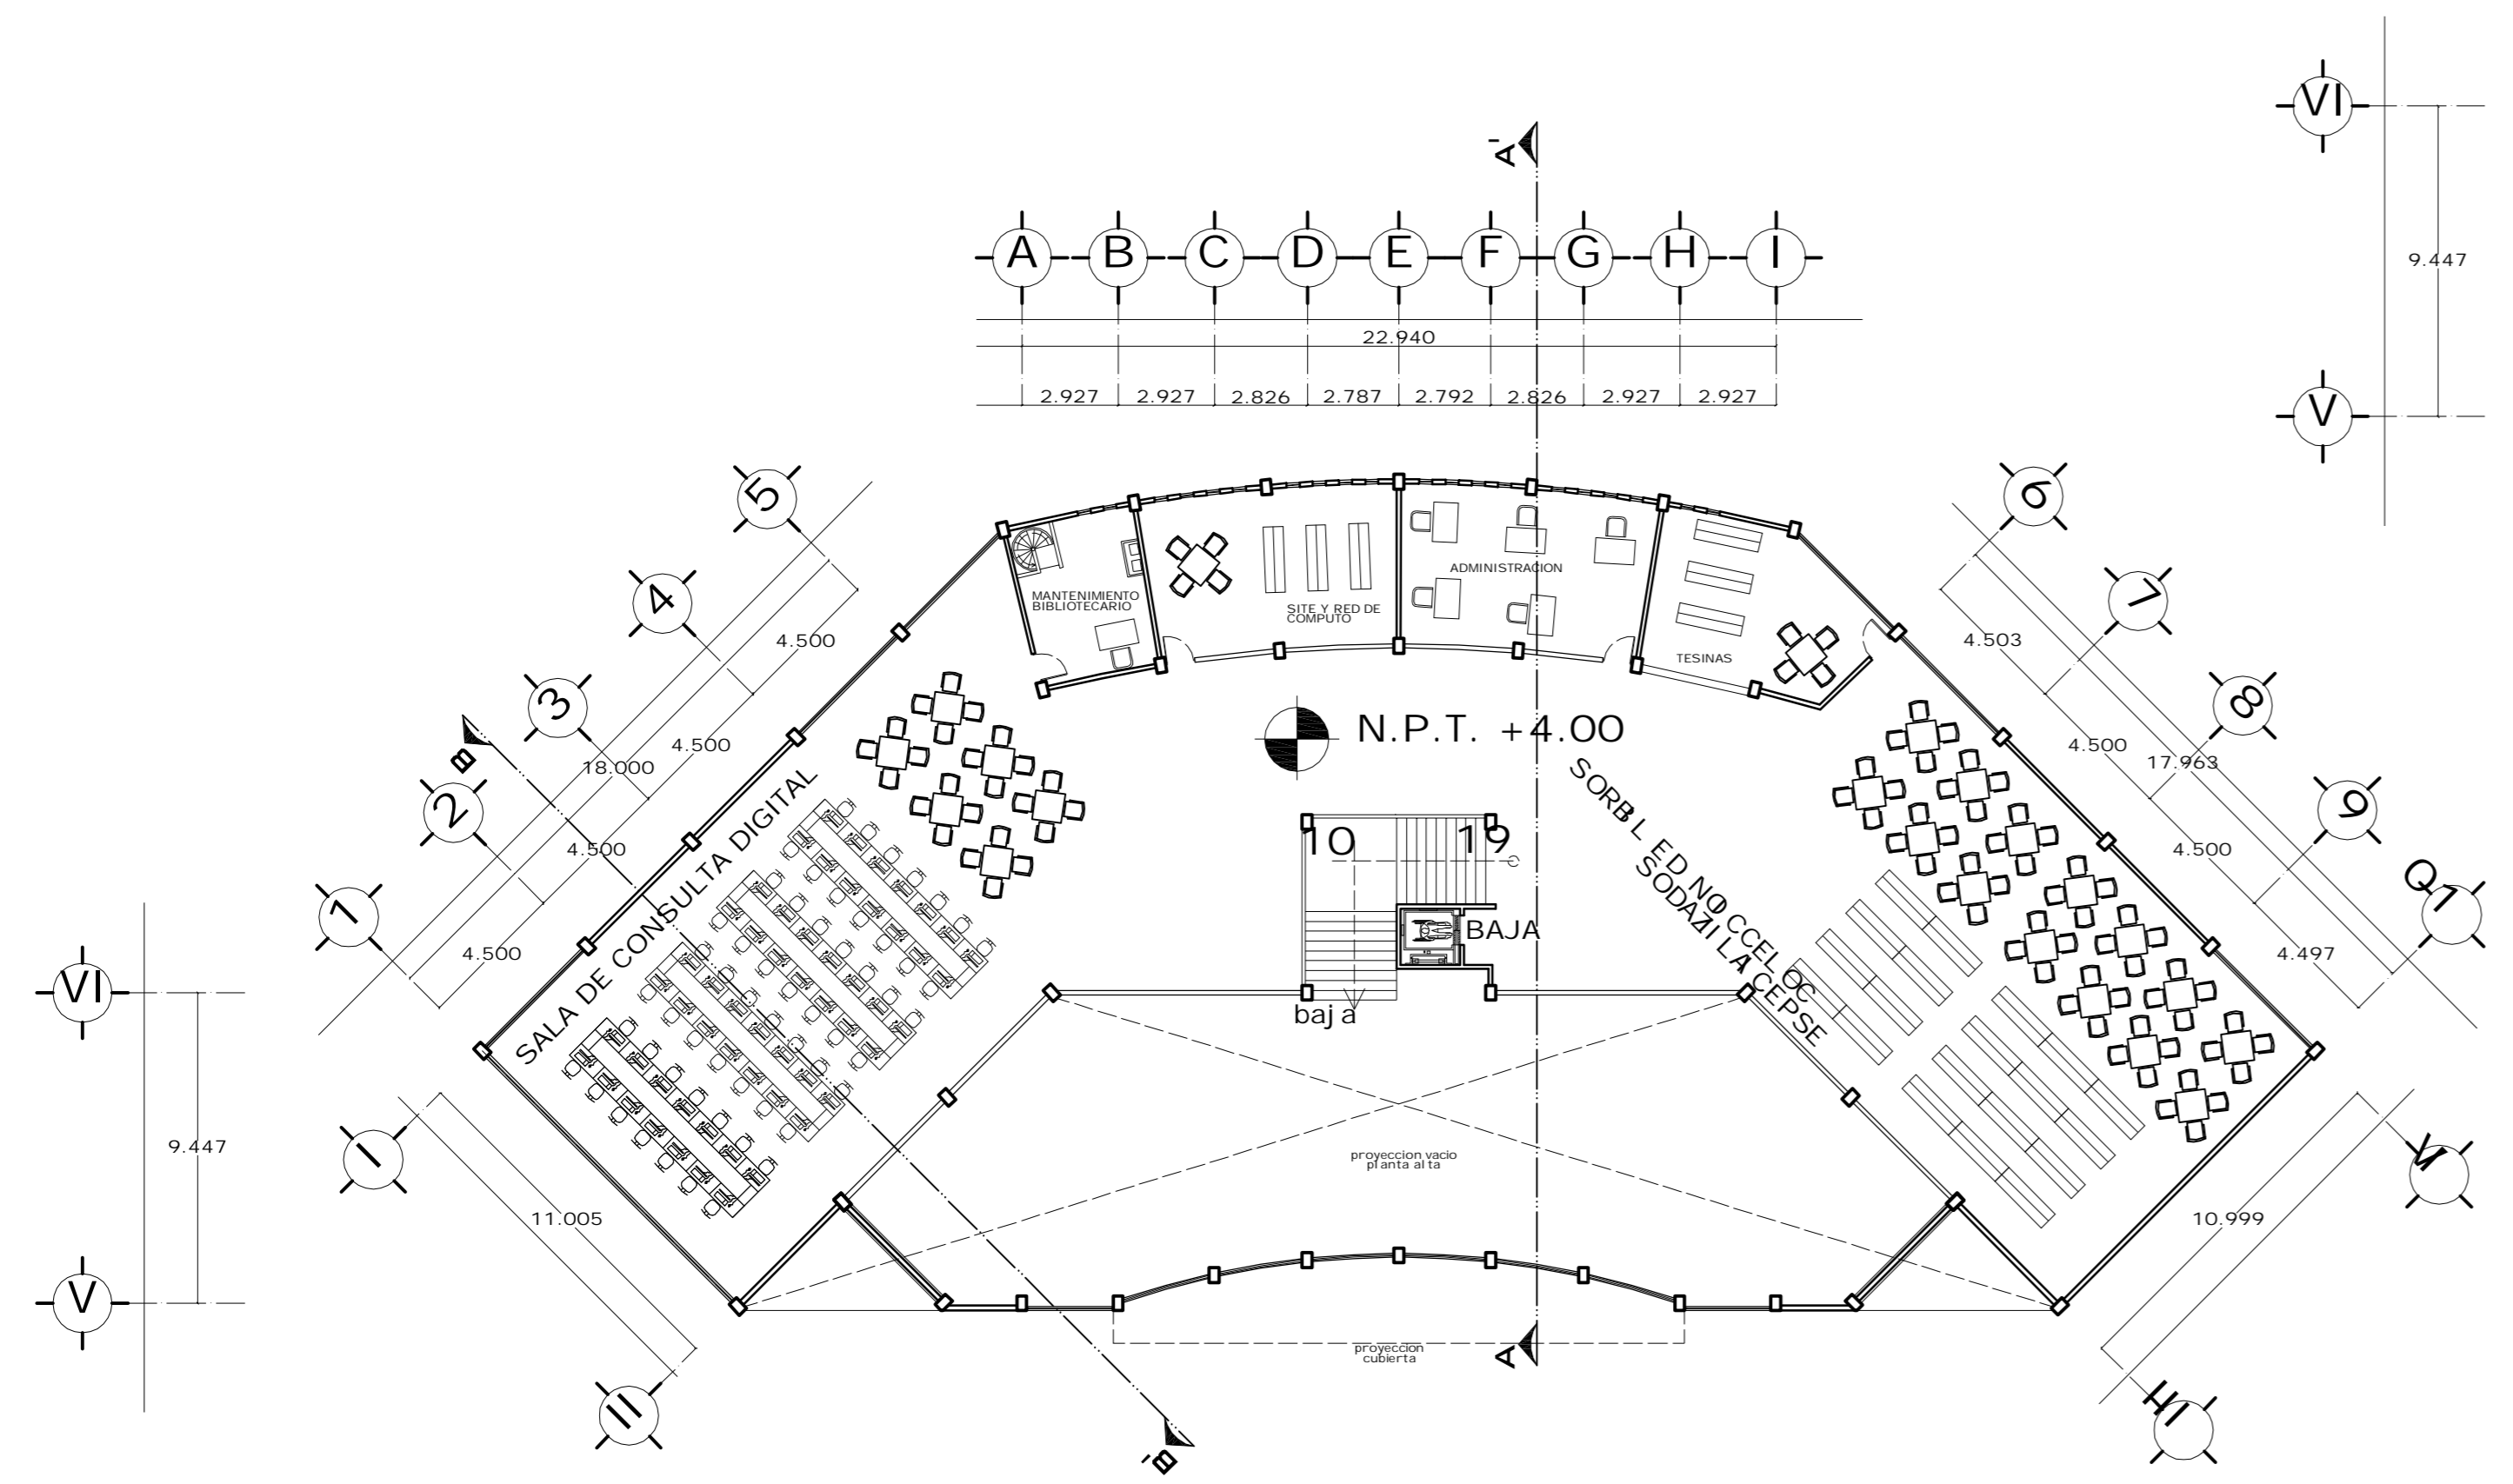 VI
9.447
V
A'
A B C D E F G H I
22.940
2.927 2.927 2.826 2.787 2.792 2.826 2.927 2.927
5
4
3
2
1
4.500
4.500
18.000
4.500
4.500
6
7
8
9
4.503
4.500
17.963
4.500
4.497
MANTENIMIENTO
BIBLIOTECARIO
SITE Y RED DE
COMPUTO
ADMINISTRACION
TESINAS
N.P.T. +4.00
B
SALA DE CONSULTA DIGITAL
10
19
BAJA
baja
VI
9.447
V
I
11.005
II
proyeccion vacio
planta alta
10.999
proyeccion
cubierta
A
B'